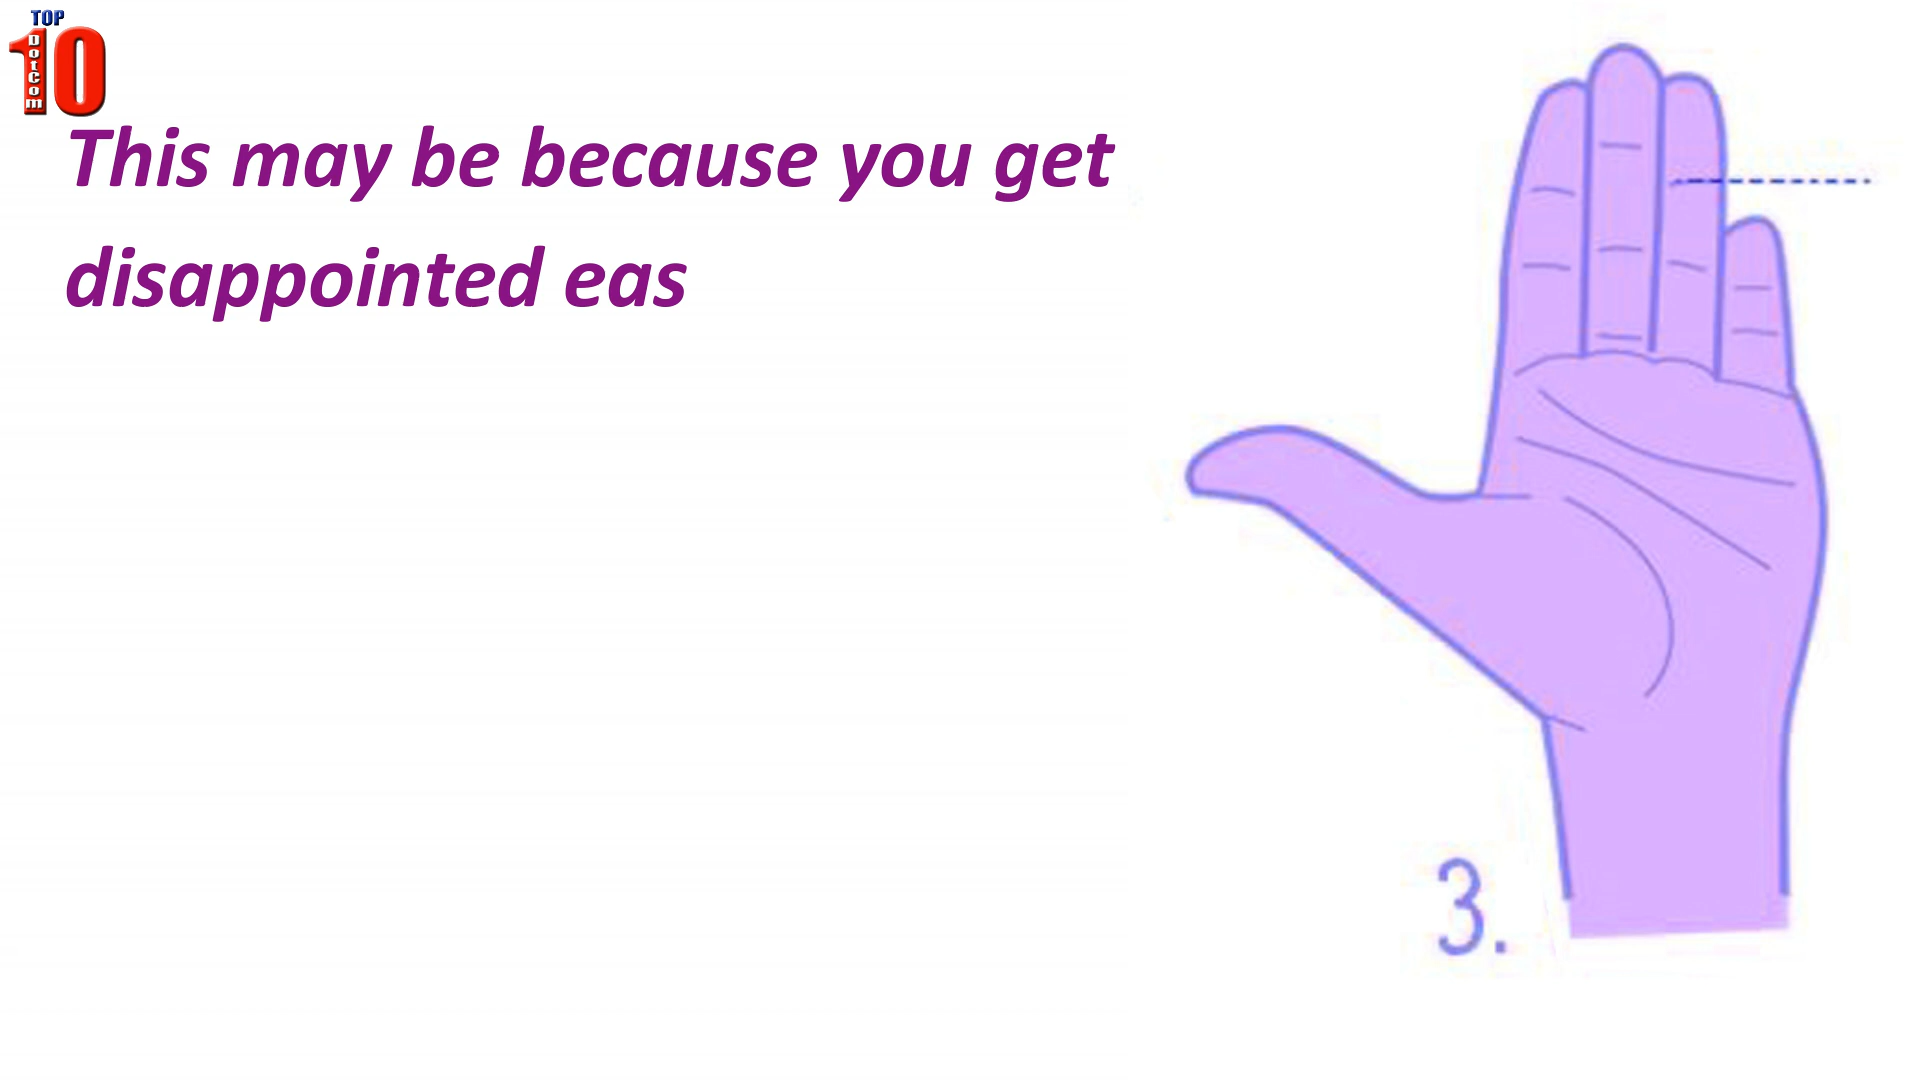 TOP
10
DotCom
This may be because you get
disappointed eas
3.